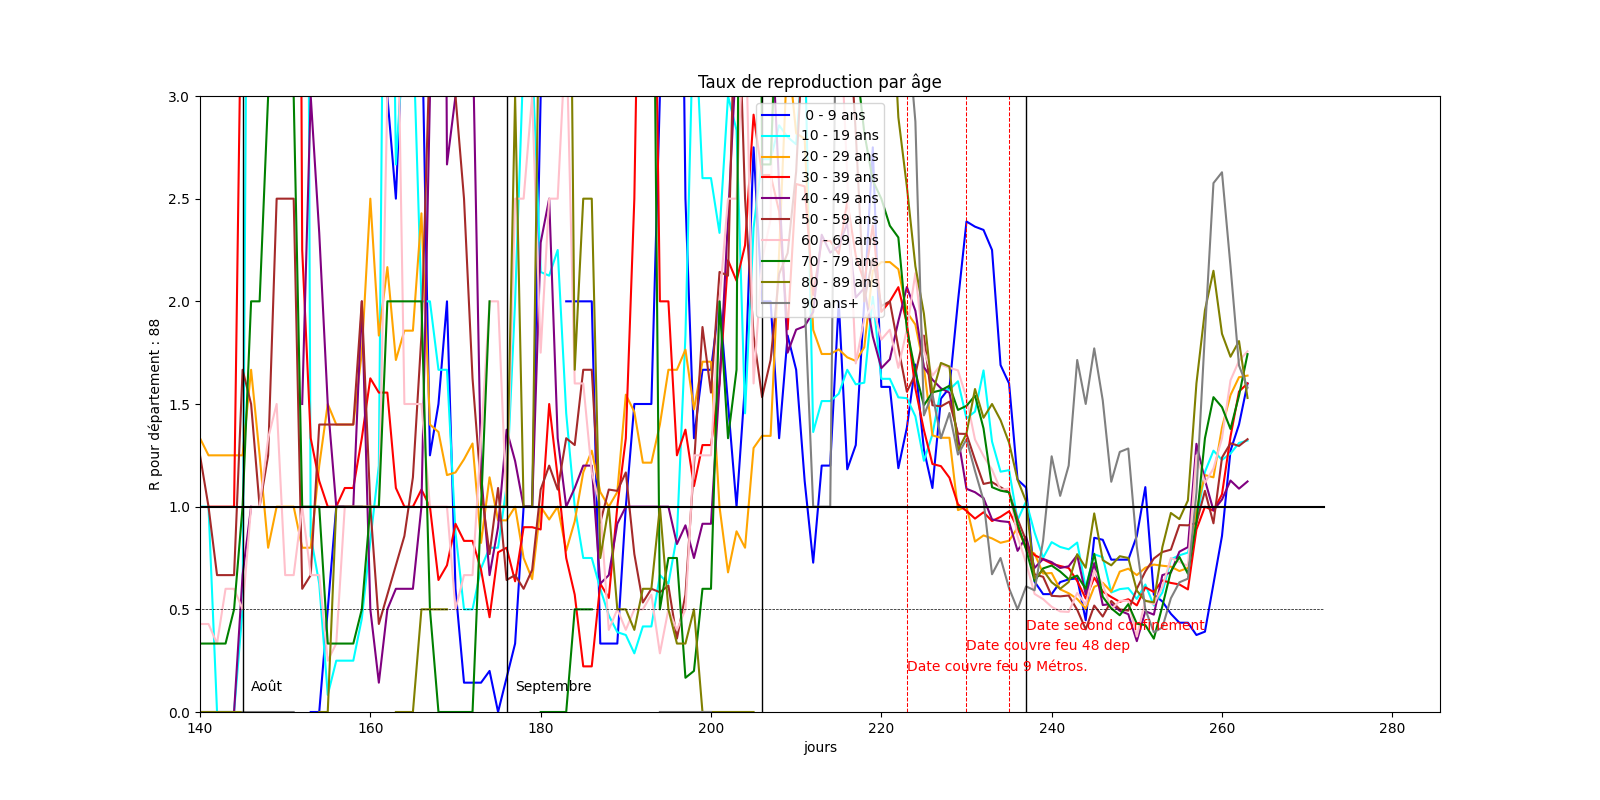 Taux de reproduction par âge
R pour département : 88
3.0
2.5
2.0
1.5
1.0
0.5
0.0
0 - 9 ans
10 - 19 ans
20 - 29 ans
30 - 39 ans
40 - 49 ans
50 - 59 ans
60 - 69 ans
70 - 79 ans
80 - 89 ans
90 ans+
Date second confinement
Date couvre feu 48 dep
Date couvre feu 9 Métros.
Août
Septembre
140 160 180 200 220 240 260 280
jours